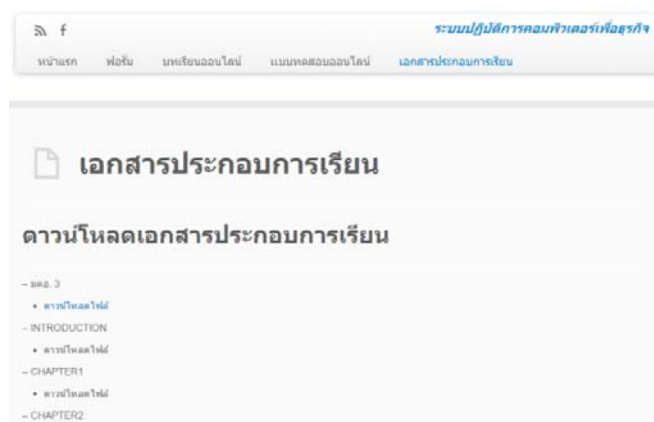 ระบบปฏิบัติการคอมพิวเตอร์เพื่อธุรกิจ
หน้าแรก ฟอรั่ม บทเรียนออนไลน์ แบบทดสอบออนไลน์ เอกสารประกอบการเรียน
เอกสารประกอบการเรียน
ดาวน์โหลดเอกสารประกอบการเรียน
– มคอ. 3
• ดาวน์โหลดไฟล์
– INTRODUCTION
• ดาวน์โหลดไฟล์
– CHAPTER1
• ดาวน์โหลดไฟล์
– CHAPTER2